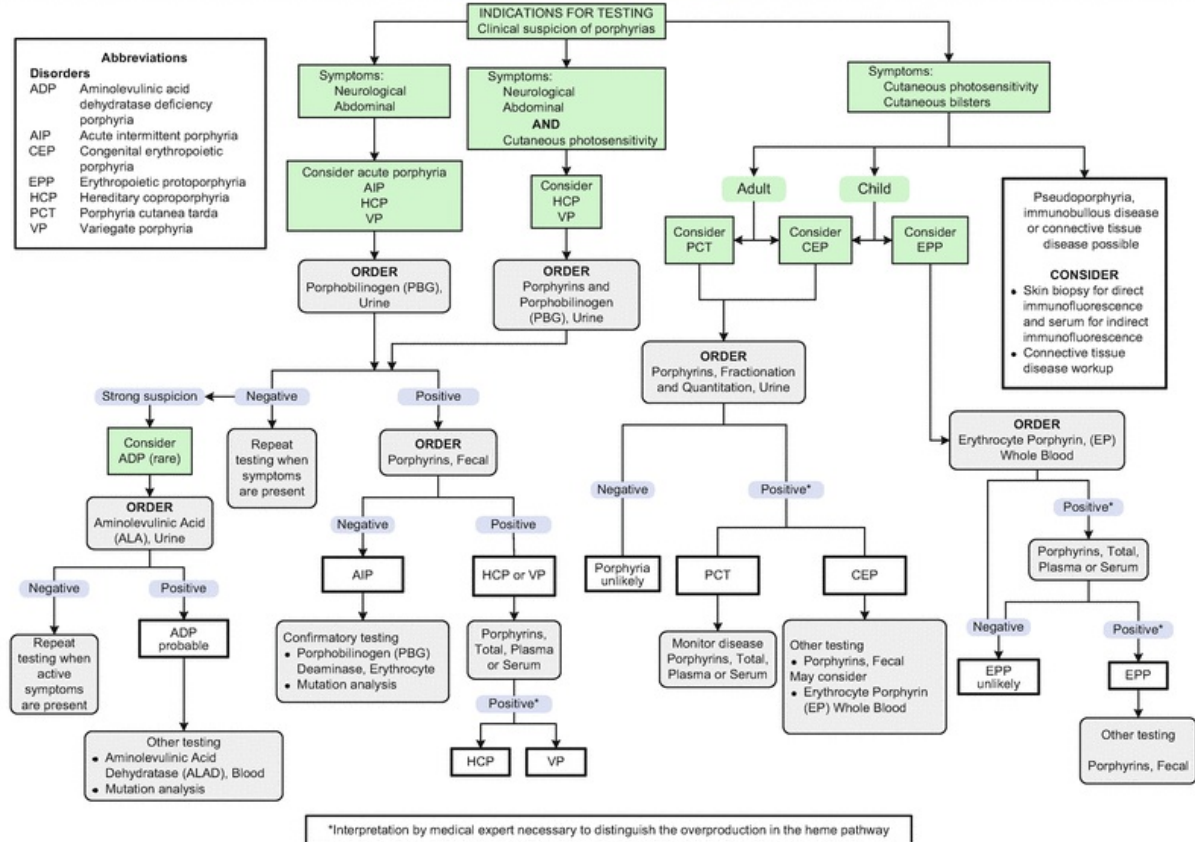 INDICATIONS FOR TESTING
Clinical suspicion of porphyrias
Abbreviations
Disorders
ADP Aminolevulinic acid
dehydratase deficiency
porphyria
AIP Acute intermittent porphyria
CEP Congenital erythropoietic
porphyria
EPP Erythropoietic protoporphyria
HCP Hereditary coproporphyria
PCT Porphyria cutanea tarda
VP Variegate porphyria
Symptoms:
Neurological
Abdominal
Symptoms:
Neurological
Abdominal
AND
Cutaneous photosensitivity
Symptoms:
Cutaneous photosensitivity
Cutaneous bilsters
Consider acute porphyria
AIP
HCP
VP
Consider
HCP
VP
Adult
Child
Consider
PCT
Consider
CEP
Consider
EPP
Pseudoporphyria,
immunobullous disease
or connective tissue
disease possible
CONSIDER
• Skin biopsy for direct
immunofluorescence
and serum for indirect
immunofluorescence
• Connective tissue
disease workup
ORDER
Porphobilinogen (PBG),
Urine
ORDER
Porphyrins and
Porphobilinogen
(PBG), Urine
ORDER
Porphyrins, Fractionation
and Quantitation, Urine
Strong suspicion
Negative
Positive
Consider
ADP (rare)
Repeat
testing when
symptoms
are present
ORDER
Porphyrins, Fecal
ORDER
Erythrocyte Porphyrin, (EP)
Whole Blood
ORDER
Aminolevulinic Acid
(ALA), Urine
Negative
Positive
Negative
Positive*
Positive*
Negative
Positive
AIP
HCP or VP
Porphyria
unlikely
PCT
CEP
Porphyrins, Total,
Plasma or Serum
Repeat
testing when
active
symptoms
are present
ADP
probable
Confirmatory testing
• Porphobilinogen (PBG)
Deaminase, Erythrocyte
• Mutation analysis
Porphyrins,
Total, Plasma
or Serum
Monitor disease
Porphyrins, Total,
Plasma or Serum
Other testing
• Porphyrins, Fecal
May consider
• Erythrocyte Porphyrin
(EP) Whole Blood
Negative
Positive*
EPP
unlikely
EPP
Positive*
HCP
VP
Other testing
• Aminolevulinic Acid
Dehydratase (ALAD), Blood
• Mutation analysis
Other testing
Porphyrins, Fecal
*Interpretation by medical expert necessary to distinguish the overproduction in the heme pathway